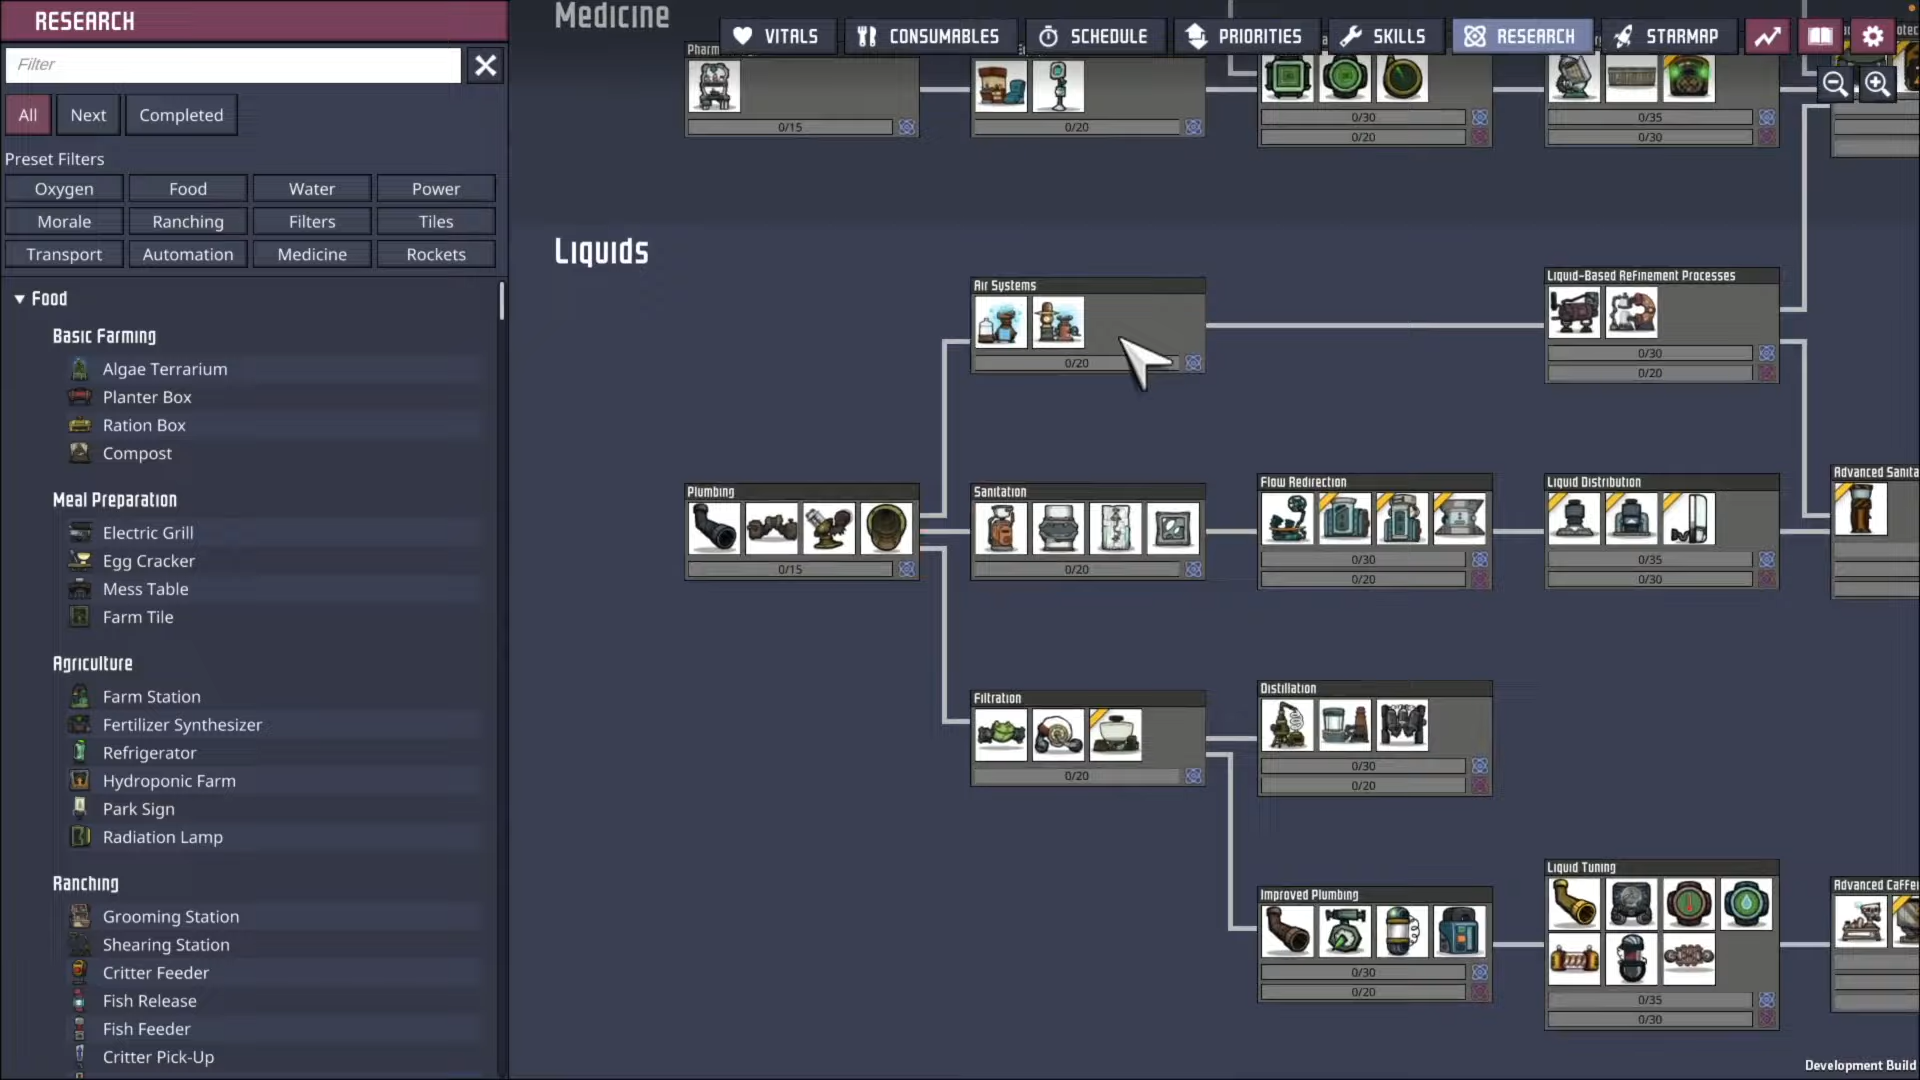 RESEARCH
Filter
All
Next
Completed
Preset Filters
Oxygen
Food
Water
Power
Morale
Ranching
Filters
Tiles
Transport
Automation
Medicine
Rockets
Food
Basic Farming
Algae Terrarium
Planter Box
Ration Box
Compost
Meal Preparation
Electric Grill
Egg Cracker
Mess Table
Farm Tile
Agriculture
Farm Station
Fertilizer Synthesizer
Refrigerator
Hydroponic Farm
Park Sign
Radiation Lamp
Ranching
Grooming Station
Shearing Station
Critter Feeder
Fish Release
Fish Feeder
Critter Pick-Up
VITALS
CONSUMABLES
SCHEDULE
PRIORITIES
SKILLS
RESEARCH
STARMAP
Medicine
0/15
0/20
0/30
0/20
0/35
0/30
Liquids
Air Systems
0/20
Liquid-Based Refinement Processes
0/30
0/20
Plumbing
0/15
Sanitation
0/20
Flow Redirection
0/30
0/20
Liquid Distribution
0/35
0/30
Advanced Sanita
Filtration
0/20
Distillation
0/30
0/20
Improved Plumbing
0/30
0/20
Liquid Tuning
0/35
0/30
Advanced Caffei
Development Build